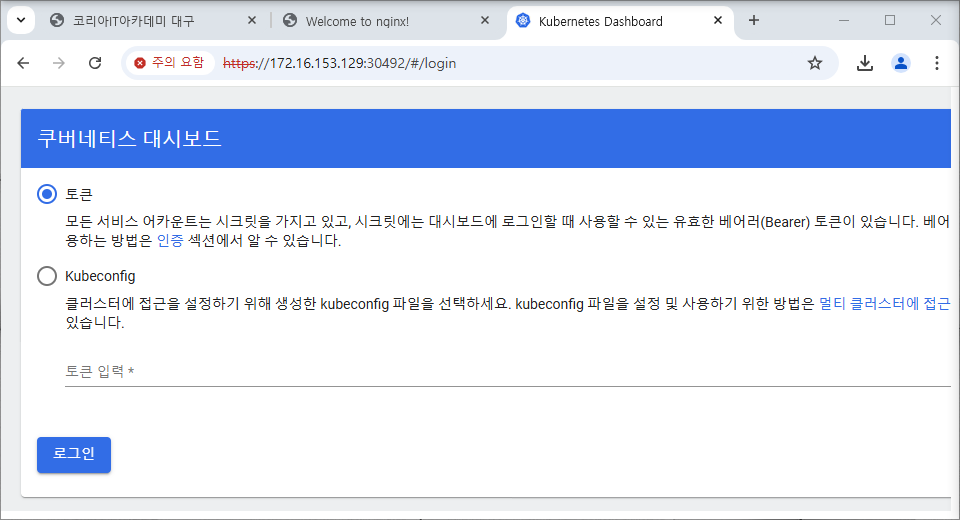 코리아IT아카데미 대구
Welcome to nginx!
Kubernetes Dashboard
주의 요함
https://172.16.153.129:30492/#/login
쿠버네티스 대시보드
토큰
모든 서비스 어카운트는 시크릿을 가지고 있고, 시크릿에는 대시보드에 로그인할 때 사용할 수 있는 유효한 베어러(Bearer) 토큰이 있습니다. 베어
용하는 방법은 인증 섹션에서 알 수 있습니다.
Kubeconfig
클러스터에 접근을 설정하기 위해 생성한 kubeconfig 파일을 선택하세요. kubeconfig 파일을 설정 및 사용하기 위한 방법은 멀티 클러스터에 접근
있습니다.
토큰 입력 *
로그인